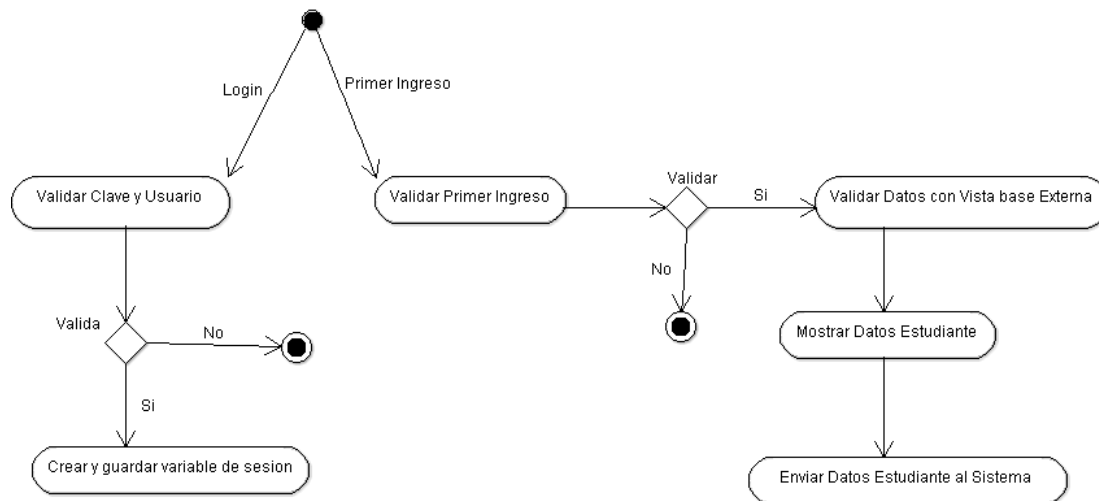 Login
Primer Ingreso
Validar Clave y Usuario
Validar Primer Ingreso
Validar
Si
Validar Datos con Vista base Externa
No
Valida
No
Mostrar Datos Estudiante
Si
Crear y guardar variable de sesion
Enviar Datos Estudiante al Sistema